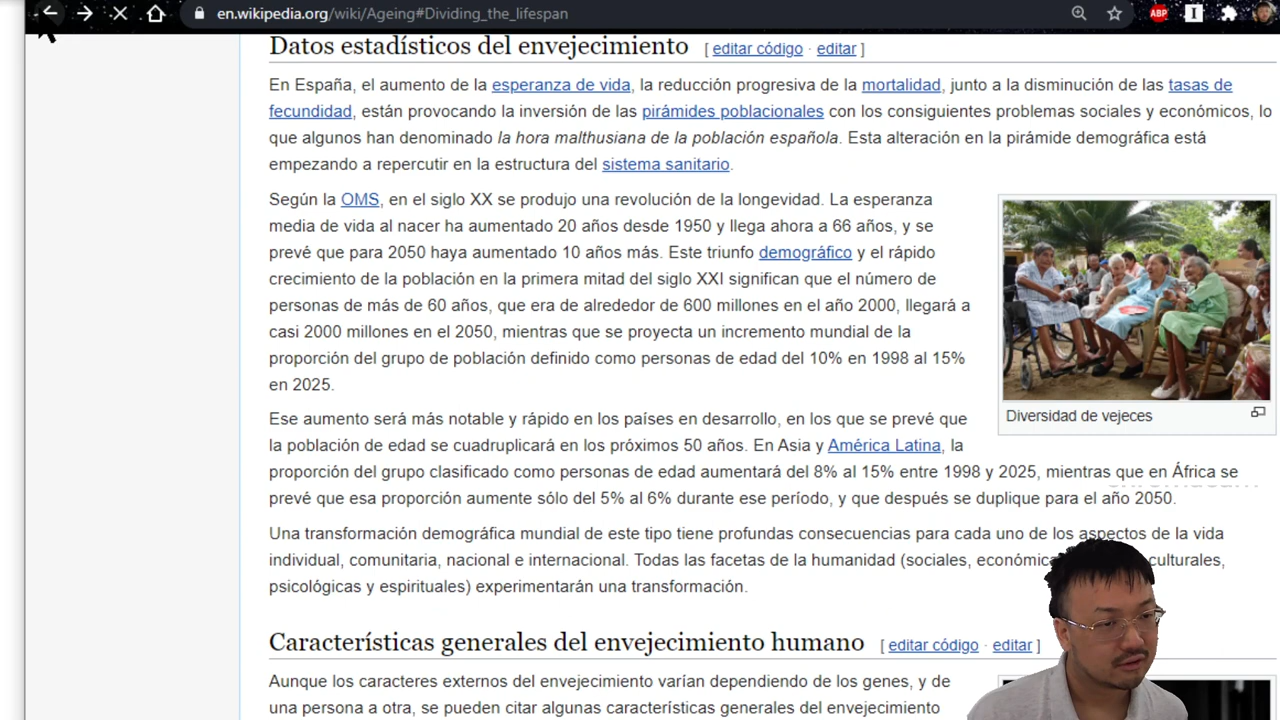 en.wikipedia.org/wiki/Ageing#Dividing_the_lifespan
ABP
Datos estadísticos del envejecimiento [ editar código · editar ]
En España, el aumento de la esperanza de vida, la reducción progresiva de la mortalidad, junto a la disminución de las tasas de
fecundidad, están provocando la inversión de las pirámides poblacionales con los consiguientes problemas sociales y económicos, lo
que algunos han denominado la hora malthusiana de la población española. Esta alteración en la pirámide demográfica está
empezando a repercutir en la estructura del sistema sanitario.
Según la OMS, en el siglo XX se produjo una revolución de la longevidad. La esperanza
media de vida al nacer ha aumentado 20 años desde 1950 y llega ahora a 66 años, y se
prevé que para 2050 haya aumentado 10 años más. Este triunfo demográfico y el rápido
crecimiento de la población en la primera mitad del siglo XXI significan que el número de
personas de más de 60 años, que era de alrededor de 600 millones en el año 2000, llegará a
casi 2000 millones en el 2050, mientras que se proyecta un incremento mundial de la
proporción del grupo de población definido como personas de edad del 10% en 1998 al 15%
en 2025.
Diversidad de vejeces
Ese aumento será más notable y rápido en los países en desarrollo, en los que se prevé que
la población de edad se cuadruplicará en los próximos 50 años. En Asia y América Latina, la
proporción del grupo clasificado como personas de edad aumentará del 8% al 15% entre 1998 y 2025, mientras que en África se
prevé que esa proporción aumente sólo del 5% al 6% durante ese período, y que después se duplique para el año 2050.
Una transformación demográfica mundial de este tipo tiene profundas consecuencias para cada uno de los aspectos de la vida
individual, comunitaria, nacional e internacional. Todas las facetas de la humanidad (sociales, culturales,
psicológicas y espirituales) experimentarán una transformación.
Características generales del envejecimiento humano [ editar código · editar ]
Aunque los caracteres externos del envejecimiento varían dependiendo de los genes, y de
una persona a otra, se pueden citar algunas características generales del envejecimiento